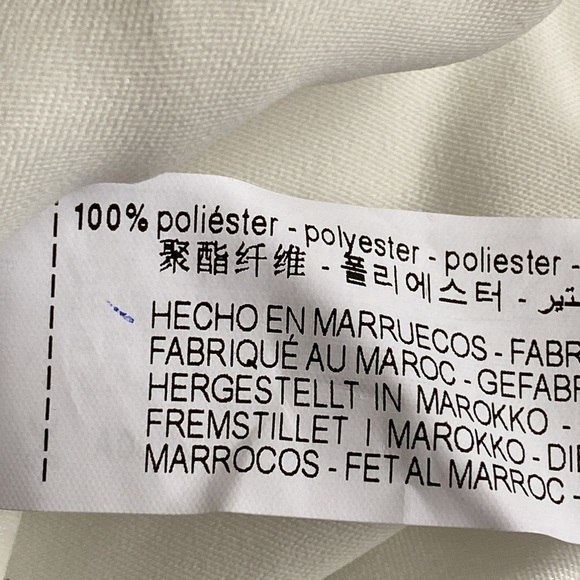 100% poliéster - polyester - poliester -
聚酯纤维 - 폴리에스터 -
HECHO EN MARRUECOS - FABR
FABRIQUÉ AU MAROC - GEFABR
HERGESTELLT IN MAROKKO -
FREMSTILLET I MAROKKO - DI
MARROCOS - FET AL MARROC -